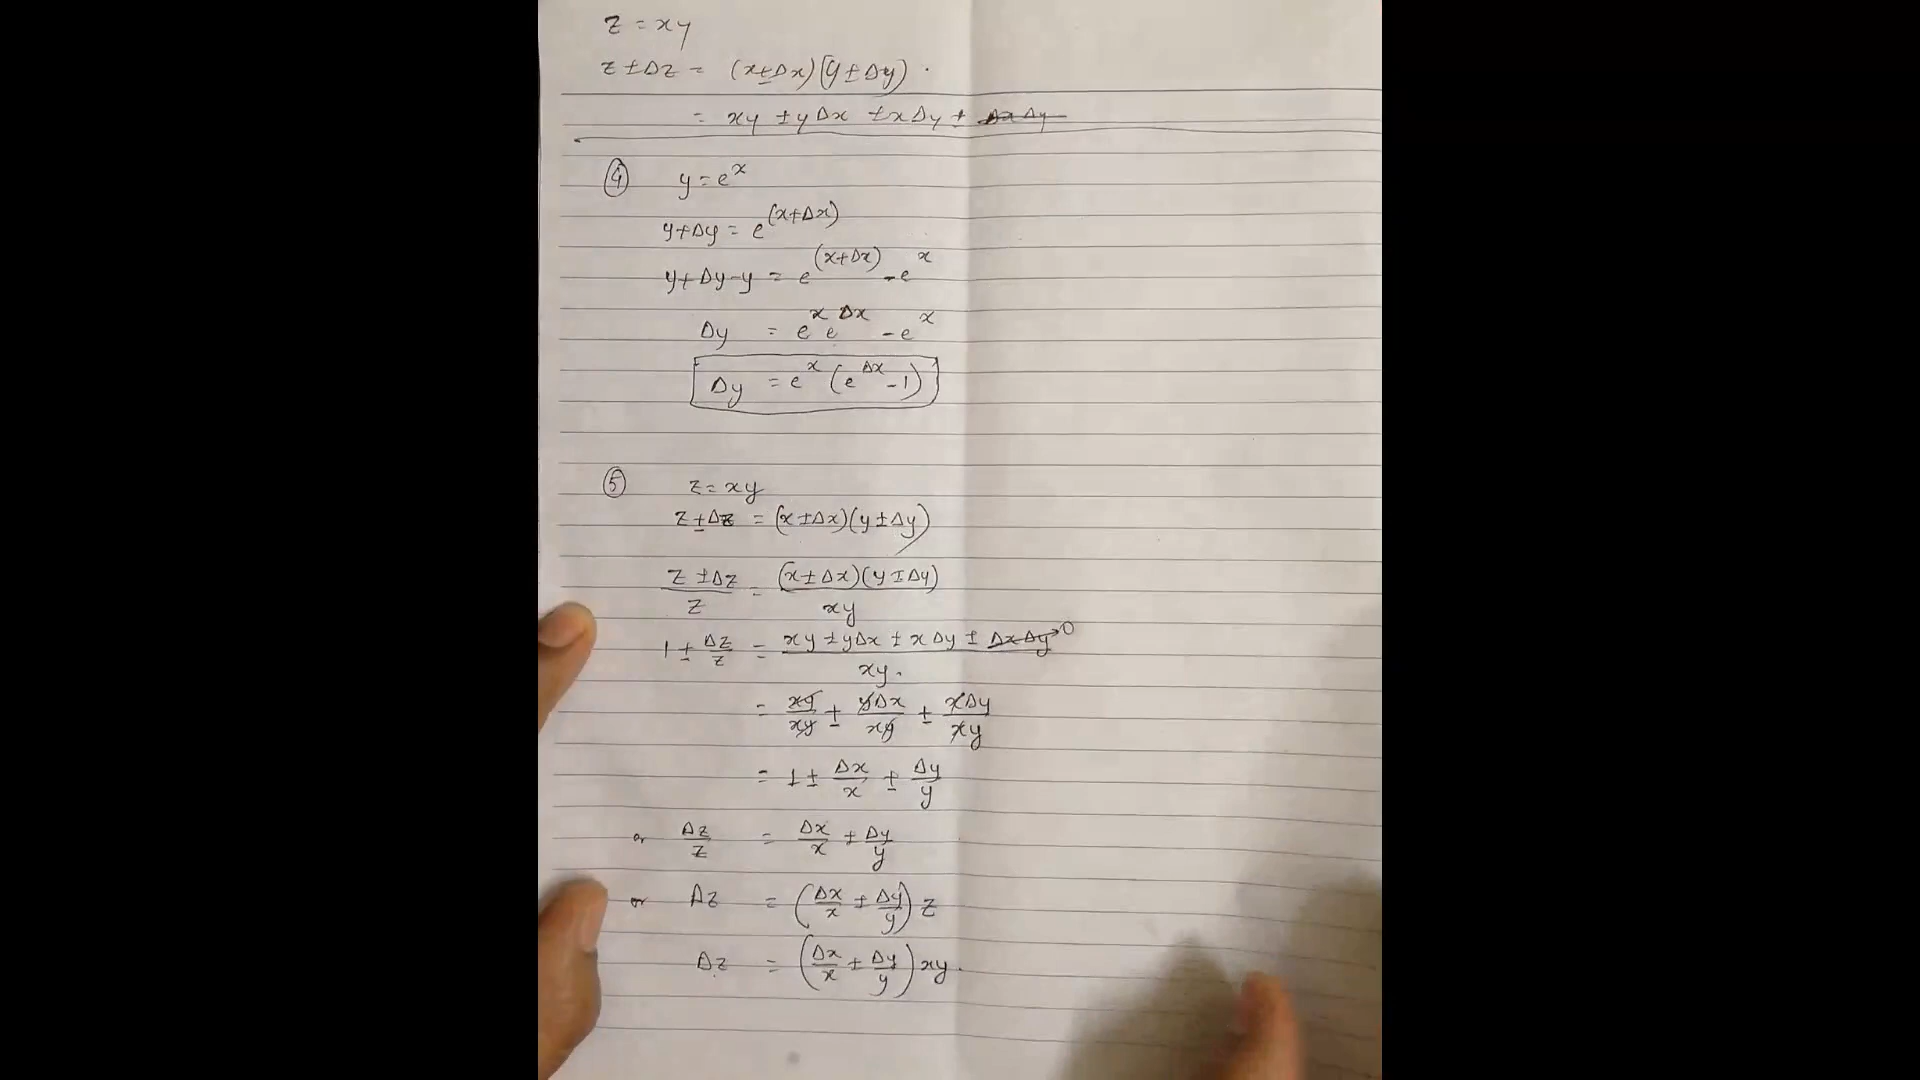 z = xy
z ± Δz = (x ± Δx)(y ± Δy) .
= xy ± yΔx ± xΔy + ΔxΔy
④ y = e^x
y + Δy = e^(x+Δx)
y + Δy - y = e^(x+Δx) - e^x
Δy = e^x e^Δx - e^x
Δy = e^x (e^Δx - 1)
⑤ z = xy
z ± Δz = (x ± Δx)(y ± Δy)
(z ± Δz)/z = (x ± Δx)(y ± Δy)/xy
1 ± Δz/z = (xy ± yΔx ± xΔy ± ΔxΔy→0)/xy.
= xy/xy ± yΔx/xy ± xΔy/xy
= 1 ± Δx/x ± Δy/y
or Δz/z = Δx/x ± Δy/y
or Δz = (Δx/x ± Δy/y) z
Δz = (Δx/x ± Δy/y) xy .